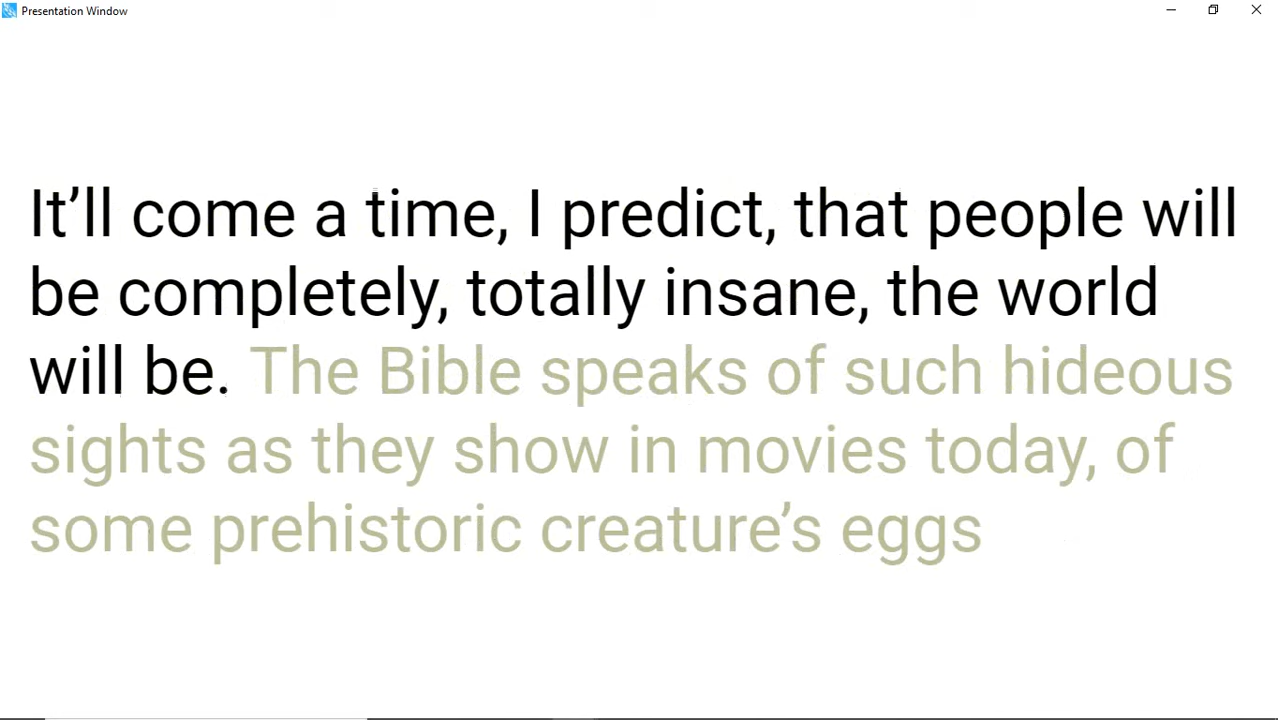 Presentation Window
It’ll come a time, I predict, that people will
be completely, totally insane, the world
will be. The Bible speaks of such hideous
sights as they show in movies today, of
some prehistoric creature’s eggs